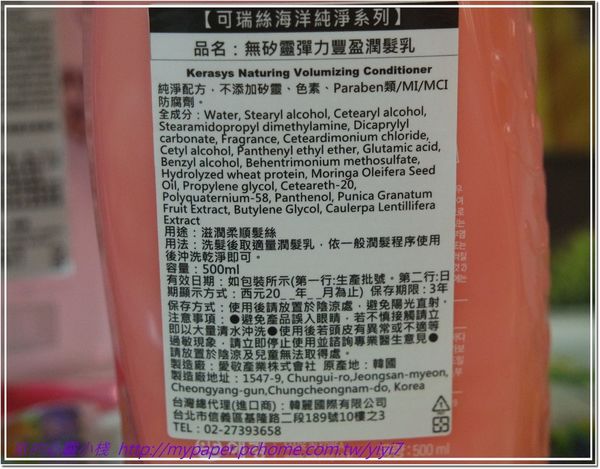 【可瑞絲海洋純淨系列】
品名：無矽靈彈力豐盈潤髮乳
Kerasys Naturing Volumizing Conditioner
純淨配方，不添加矽靈、色素、Paraben類/MI/MCI
防腐劑。
全成分：Water, Stearyl alcohol, Cetearyl alcohol,
Stearamidopropyl dimethylamine, Dicaprylyl
carbonate, Fragrance, Ceteardimonium chloride,
Cetyl alcohol, Panthenyl ethyl ether, Glutamic acid,
Benzyl alcohol, Behentrimonium methosulfate,
Hydrolyzed wheat protein, Moringa Oleifera Seed
Oil, Propylene glycol, Ceteareth-20,
Polyquaternium-58, Panthenol, Punica Granatum
Fruit Extract, Butylene Glycol, Caulerpa Lentillifera
Extract
用途：滋潤柔順髮絲
用法：洗髮後取適量潤髮乳，依一般潤髮程序使用
後沖洗乾淨即可。
容量：500ml
有效日期：如包裝所示(第一行:生產批號。第二行:日
期顯示方式：西元20_ _年_ _月為止) 保存期限：3年
保存方式：使用後請放置於陰涼處，避免陽光直射。
注意事項：●避免產品誤入眼睛，若不慎接觸請立
即以大量清水沖洗●使用後若頭皮有異常或不適等
過敏現象，請立即停止使用並諮詢專業醫生意見●
請放置於陰涼及兒童無法取得處。
製造廠：愛敬產業株式會社 原產地：韓國
製造廠地址：1547-9, Chungui-ro,Jeongsan-myeon,
Cheongyang-gun,Chungcheongnam-do, Korea
台灣總代理(進口商)：韓麗國際有限公司
台北市信義區基隆路二段189號10樓之3
TEL：02-27393658
500 ml
http://mypaper.pchome.com.tw/yiyi7